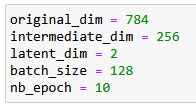 original_dim = 784
intermediate_dim = 256
latent_dim = 2
batch_size = 128
nb_epoch = 10